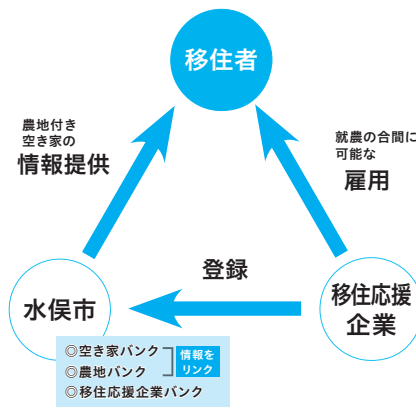 移住者
農地付き
空き家の
情報提供
就農の合間に
可能な
雇用
登録
水俣市
移住応援
企業
◎空き家バンク
◎農地バンク
◎移住応援企業バンク
情報を
リンク